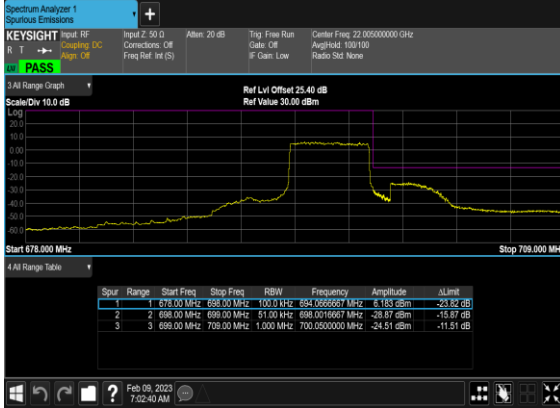 Spectrum Analyzer 1
Spurious Emissions
+
KEYSIGHT Input: RF Input Z: 50 Ω Atten: 20 dB Trig: Free Run Center Freq: 22.005000000 GHz
R T Coupling: DC Corrections: Off Gate: Off Avg|Hold: 100/100
Align: Off Freq Ref: Int (S) IF Gain: Low Radio Std: None
PASS
3 All Range Graph
Ref Lvl Offset 25.40 dB
Scale/Div 10.0 dB Ref Value 30.00 dBm
Log
20.0
10.0
0.00
-10.0
-20.0
-30.0
-40.0
-50.0
-60.0
Start 678.000 MHz Stop 709.000 MH
4 All Range Table
Spur Range Start Freq Stop Freq RBW Frequency Amplitude ΔLimit
1 1 678.00 MHz 698.00 MHz 100.0 kHz 694.0666667 MHz 6.183 dBm -23.82 dB
2 2 698.00 MHz 699.00 MHz 51.00 kHz 698.0016667 MHz -28.87 dBm -15.87 dB
3 3 699.00 MHz 709.00 MHz 1.000 MHz 700.0500000 MHz -24.51 dBm -11.51 dB
? Feb 09, 2023
7:02:40 AM